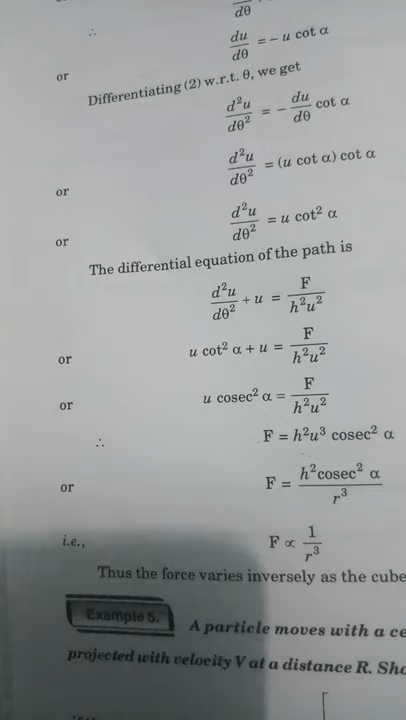 dθ
∴ du/dθ = – u cot α
or
Differentiating (2) w.r.t. θ, we get
d²u/dθ² = – du/dθ cot α
or d²u/dθ² = (u cot α) cot α
or d²u/dθ² = u cot² α
The differential equation of the path is
d²u/dθ² + u = F/h²u²
or u cot² α + u = F/h²u²
or u cosec² α = F/h²u²
∴ F = h²u³ cosec² α
or F = h²cosec² α/r³
i.e., F ∝ 1/r³
Thus the force varies inversely as the cube
Example 5. A particle moves with a ce
projected with velocity V at a distance R. Sho